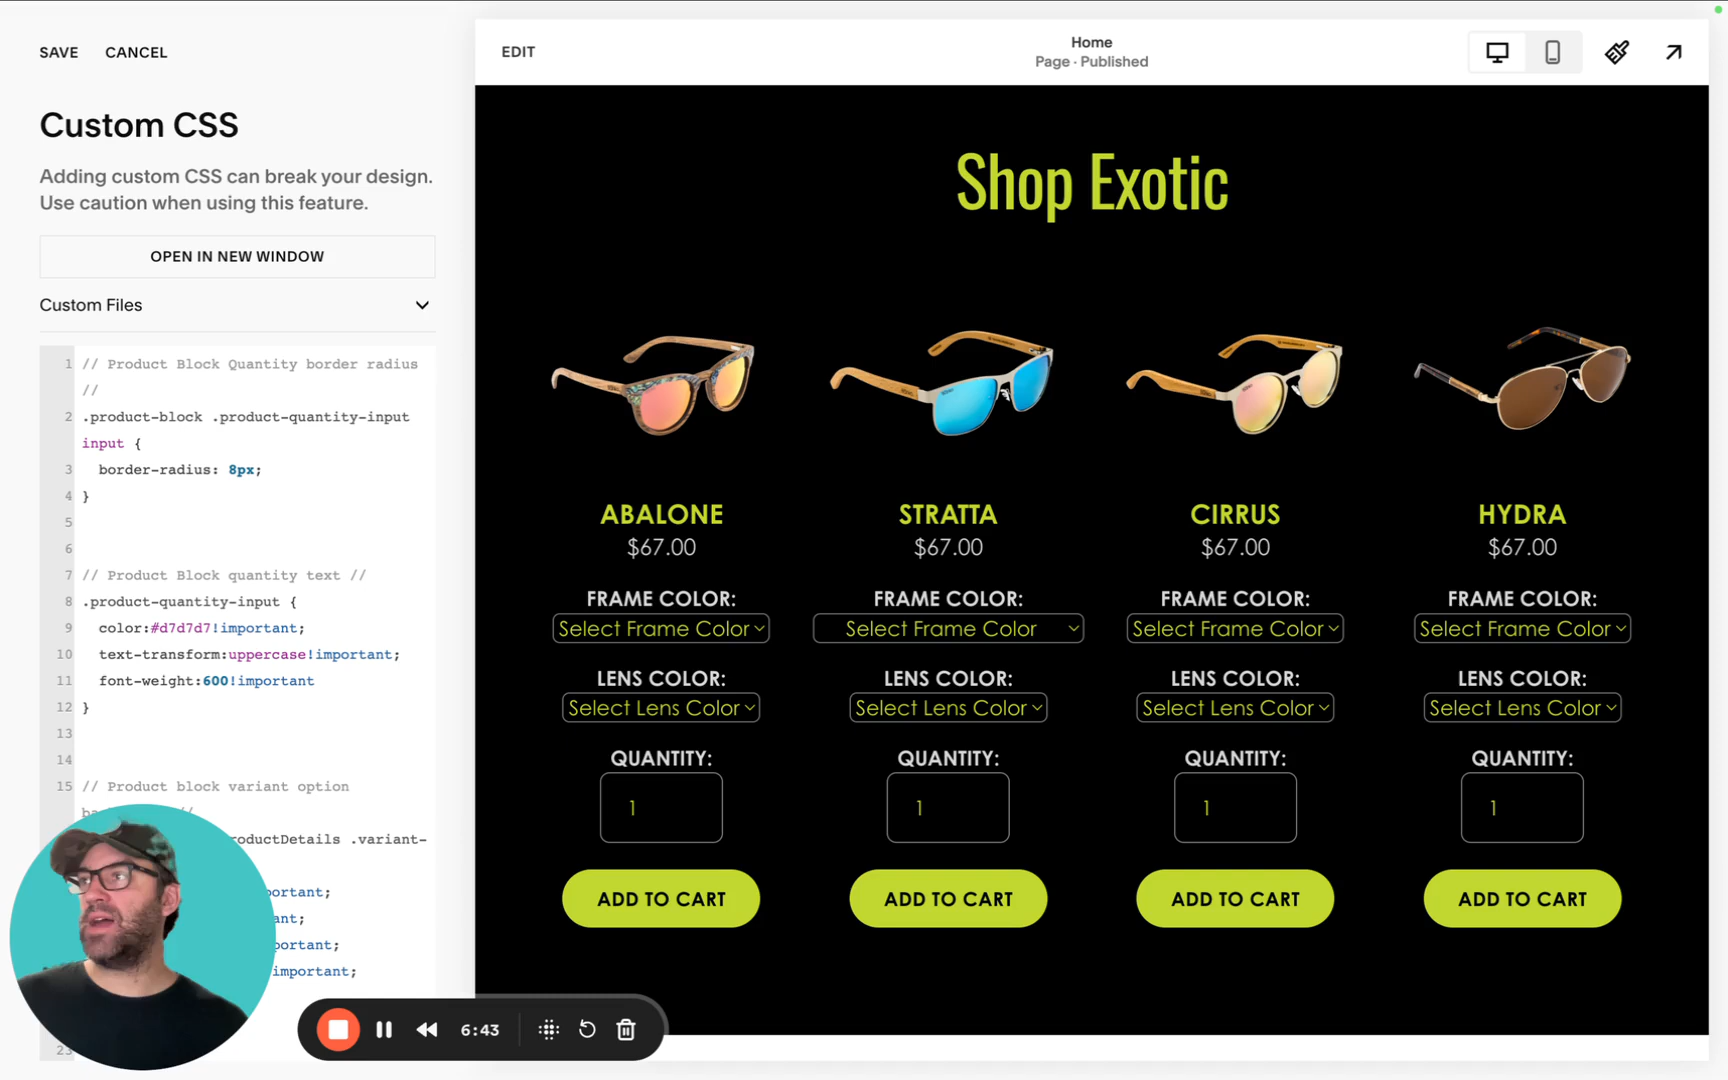 SAVE CANCEL
Custom CSS
Adding custom CSS can break your design.
Use caution when using this feature.
OPEN IN NEW WINDOW
Custom Files
1 // Product Block Quantity border radius
//
2 .product-block .product-quantity-input
input {
3 border-radius: 8px;
4 }
5
6
7 // Product Block quantity text //
8 .product-quantity-input {
9 color:#d7d7d7!important;
10 text-transform:uppercase!important;
11 font-weight:600!important
12 }
13
14
15 // Product block variant option
//
roductDetails .variant-
portant;
ant;
portant;
important;
23
6:43
EDIT
Home
Page · Published
Shop Exotic
ABALONE STRATTA CIRRUS HYDRA
$67.00 $67.00 $67.00 $67.00
FRAME COLOR: FRAME COLOR: FRAME COLOR: FRAME COLOR:
Select Frame Color Select Frame Color Select Frame Color Select Frame Color
LENS COLOR: LENS COLOR: LENS COLOR: LENS COLOR:
Select Lens Color Select Lens Color Select Lens Color Select Lens Color
QUANTITY: QUANTITY: QUANTITY: QUANTITY:
1 1 1 1
ADD TO CART ADD TO CART ADD TO CART ADD TO CART